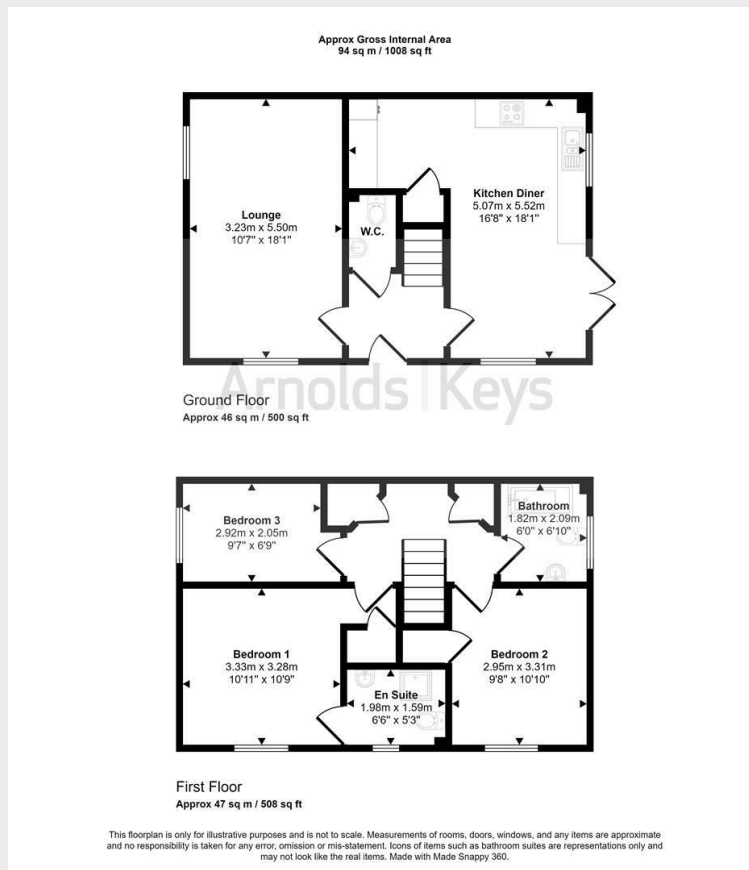 Approx Gross Internal Area
94 sq m / 1008 sq ft
Lounge
3.23m x 5.50m
10'7" x 18'1"
W.C.
Kitchen Diner
5.07m x 5.52m
16'8" x 18'1"
Arnolds | Keys
Ground Floor
Approx 46 sq m / 500 sq ft
Bedroom 3
2.92m x 2.05m
9'7" x 6'9"
Bathroom
1.82m x 2.09m
6'0" x 6'10"
Bedroom 1
3.33m x 3.28m
10'11" x 10'9"
En Suite
1.98m x 1.59m
6'6" x 5'3"
Bedroom 2
2.95m x 3.31m
9'8" x 10'10"
First Floor
Approx 47 sq m / 508 sq ft
This floorplan is only for illustrative purposes and is not to scale. Measurements of rooms, doors, windows, and any items are approximate
and no responsibility is taken for any error, omission or mis-statement. Icons of items such as bathroom suites are representations only and
may not look like the real items. Made with Made Snappy 360.